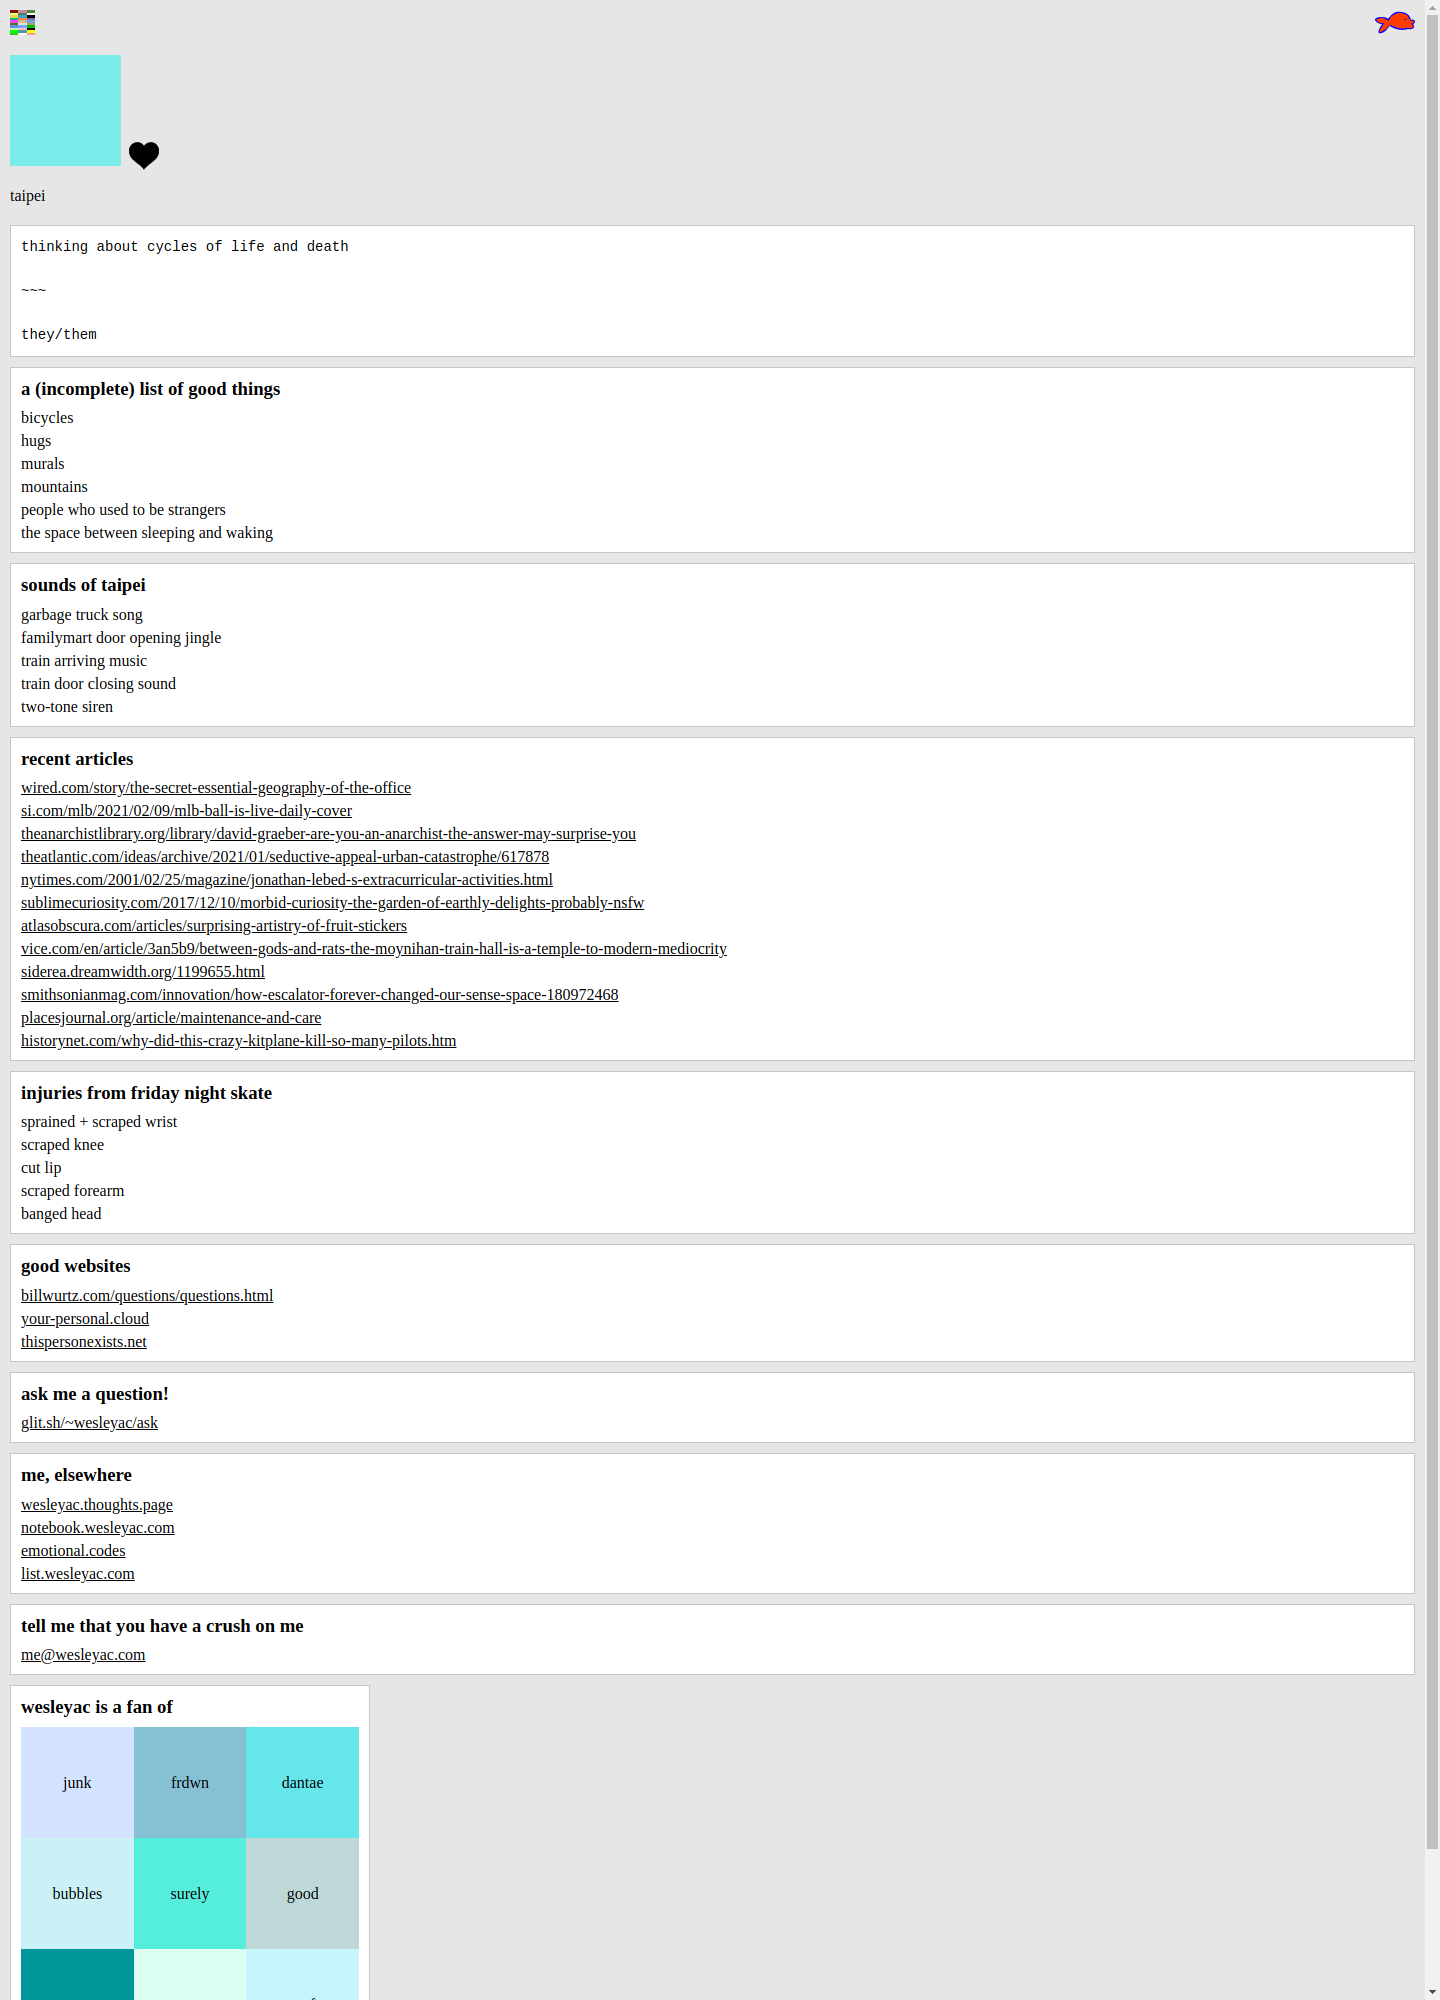 taipei
thinking about cycles of life and death
~~~
they/them
a (incomplete) list of good things
bicycles
hugs
murals
mountains
people who used to be strangers
the space between sleeping and waking
sounds of taipei
garbage truck song
familymart door opening jingle
train arriving music
train door closing sound
two-tone siren
recent articles
wired.com/story/the-secret-essential-geography-of-the-office
si.com/mlb/2021/02/09/mlb-ball-is-live-daily-cover
theanarchistlibrary.org/library/david-graeber-are-you-an-anarchist-the-answer-may-surprise-you
theatlantic.com/ideas/archive/2021/01/seductive-appeal-urban-catastrophe/617878
nytimes.com/2001/02/25/magazine/jonathan-lebed-s-extracurricular-activities.html
sublimecuriosity.com/2017/12/10/morbid-curiosity-the-garden-of-earthly-delights-probably-nsfw
atlasobscura.com/articles/surprising-artistry-of-fruit-stickers
vice.com/en/article/3an5b9/between-gods-and-rats-the-moynihan-train-hall-is-a-temple-to-modern-mediocrity
siderea.dreamwidth.org/1199655.html
smithsonianmag.com/innovation/how-escalator-forever-changed-our-sense-space-180972468
placesjournal.org/article/maintenance-and-care
historynet.com/why-did-this-crazy-kitplane-kill-so-many-pilots.htm
injuries from friday night skate
sprained + scraped wrist
scraped knee
cut lip
scraped forearm
banged head
good websites
billwurtz.com/questions/questions.html
your-personal.cloud
thispersonexists.net
ask me a question!
glit.sh/~wesleyac/ask
me, elsewhere
wesleyac.thoughts.page
notebook.wesleyac.com
emotional.codes
list.wesleyac.com
tell me that you have a crush on me
me@wesleyac.com
wesleyac is a fan of
junk frdwn dantae
bubbles surely good